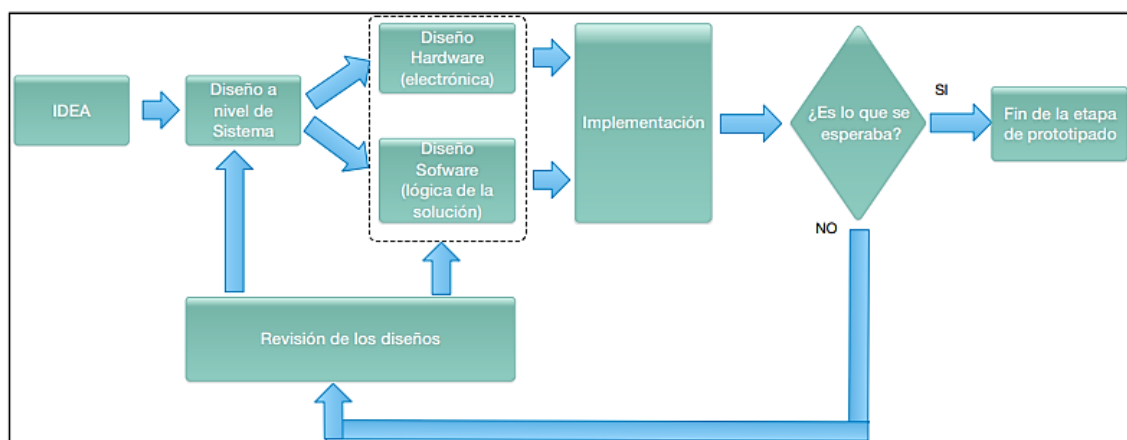 IDEA
Diseño a
nivel de
Sistema
Diseño
Hardware
(electrónica)
Diseño
Sofware
(lógica de la
solución)
Implementación
¿Es lo que se
esperaba?
SI
Fin de la etapa
de prototipado
NO
Revisión de los diseños